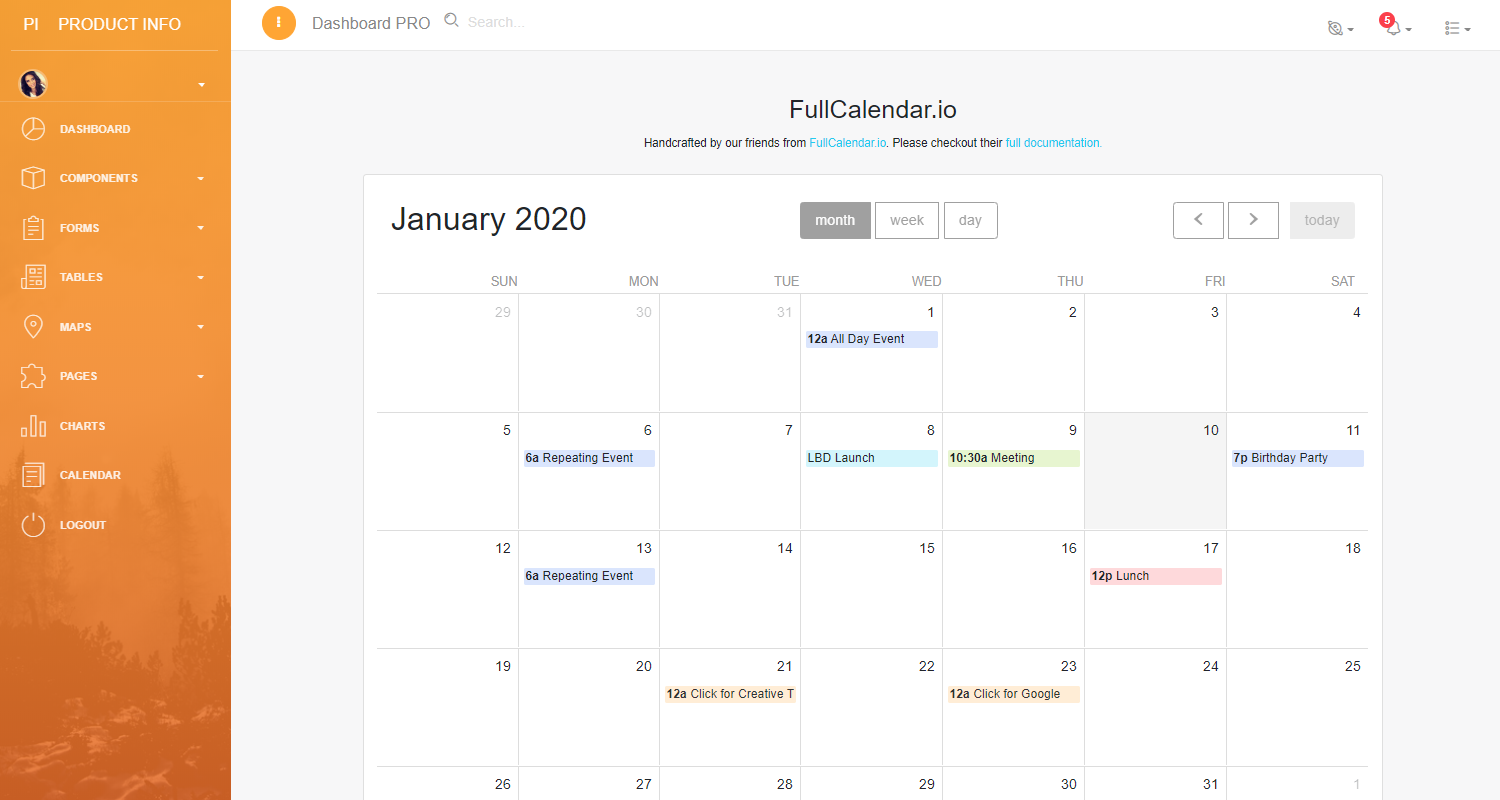 PI PRODUCT INFO
Dashboard PRO Search...
5
DASHBOARD
COMPONENTS
FORMS
TABLES
MAPS
PAGES
CHARTS
CALENDAR
LOGOUT
FullCalendar.io
Handcrafted by our friends from FullCalendar.io. Please checkout their full documentation.
January 2020 month week day today
SUN MON TUE WED THU FRI SAT
29 30 31 1 2 3 4
12a All Day Event
5 6 7 8 9 10 11
6a Repeating Event LBD Launch 10:30a Meeting 7p Birthday Party
12 13 14 15 16 17 18
6a Repeating Event 12p Lunch
19 20 21 22 23 24 25
12a Click for Creative T 12a Click for Google
26 27 28 29 30 31 1